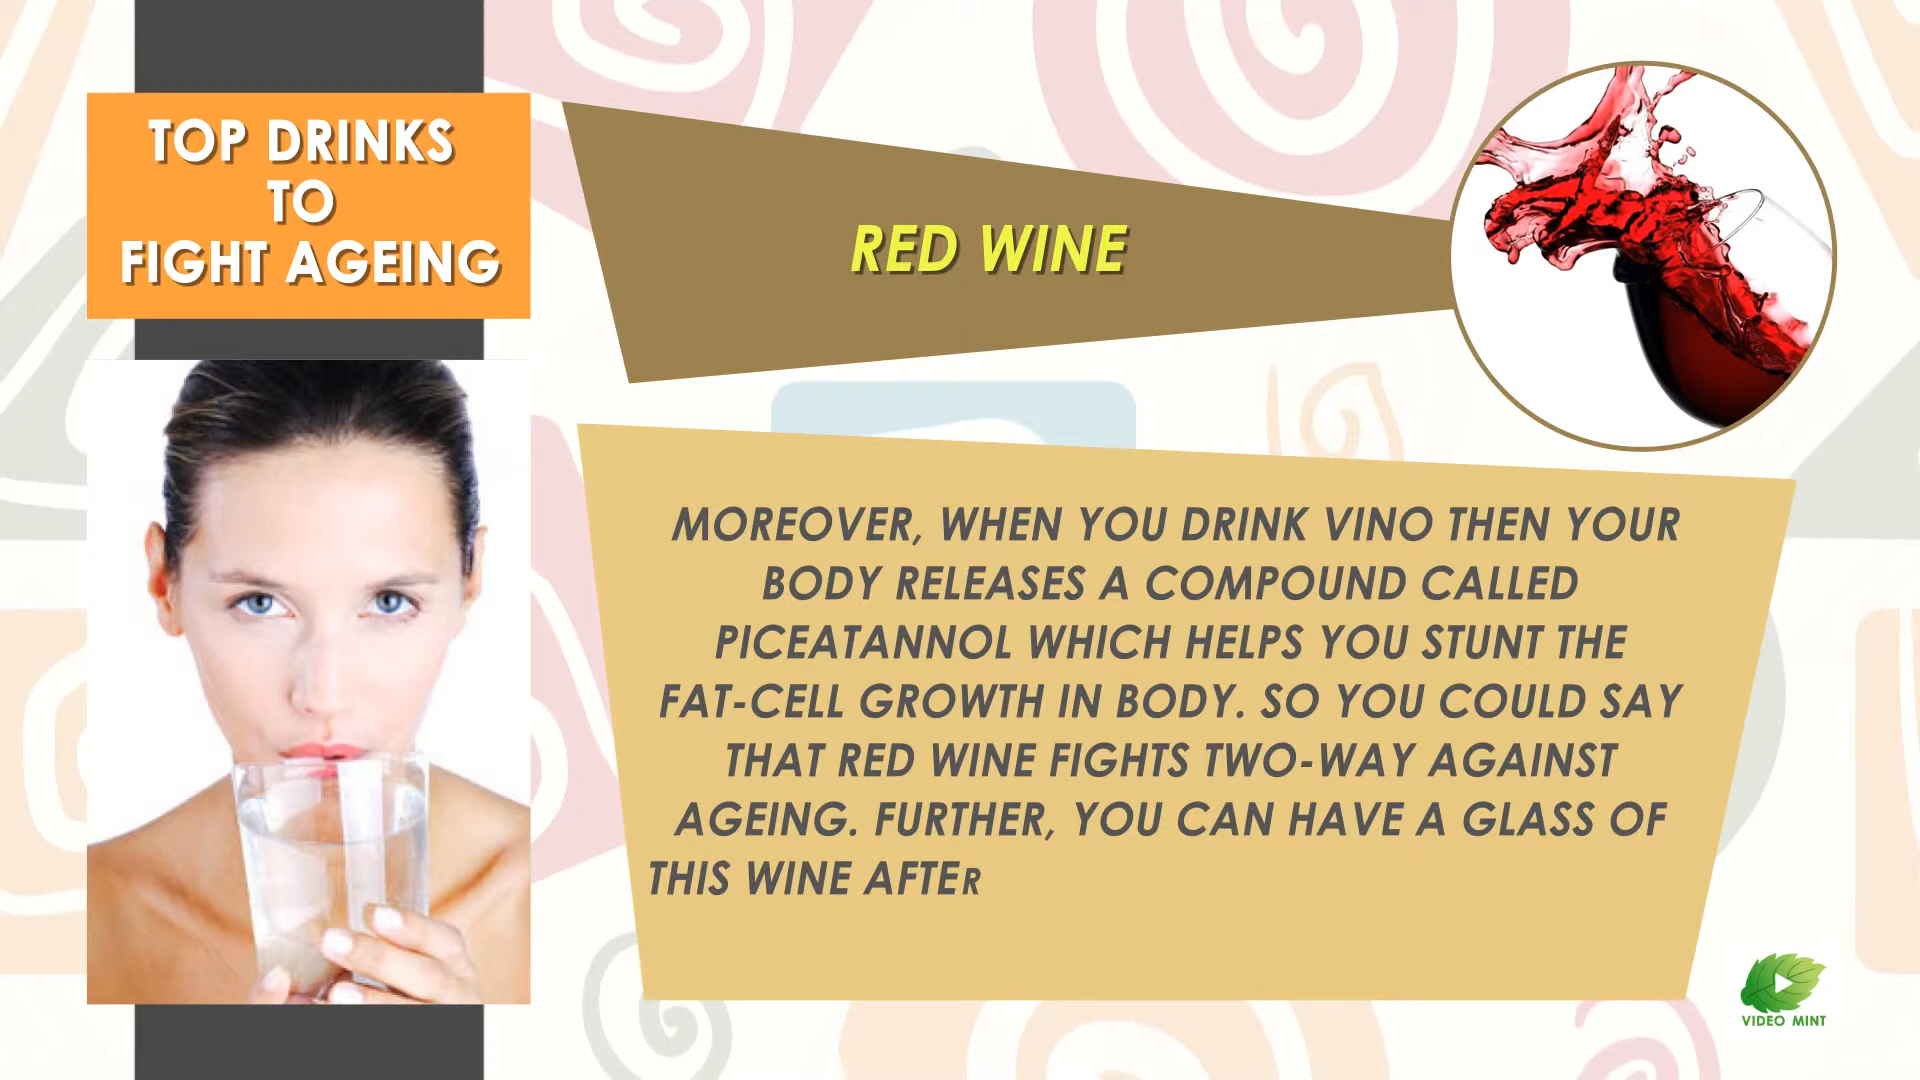 TOP DRINKS
TO
FIGHT AGEING
RED WINE
MOREOVER, WHEN YOU DRINK VINO THEN YOUR
BODY RELEASES A COMPOUND CALLED
PICEATANNOL WHICH HELPS YOU STUNT THE
FAT-CELL GROWTH IN BODY. SO YOU COULD SAY
THAT RED WINE FIGHTS TWO-WAY AGAINST
AGEING. FURTHER, YOU CAN HAVE A GLASS OF
THIS WINE AFTER
VIDEO MINT